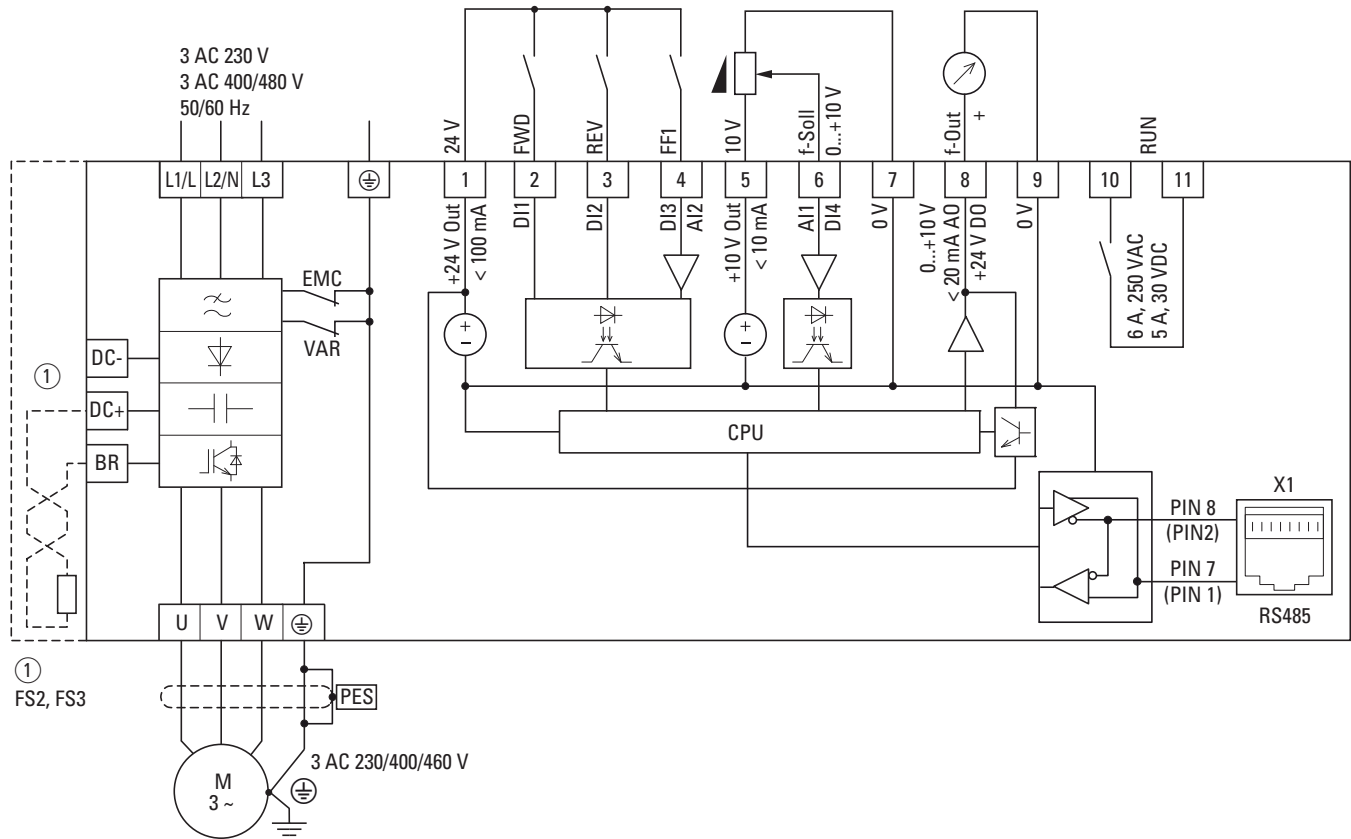 3 AC 230 V
3 AC 400/480 V
50/60 Hz
24 V
FWD
REV
FF1
10 V
f-Soll
0...+10 V
f-Out
+
RUN
L1/L
L2/N
L3
1
2
3
4
5
6
7
8
9
10
11
+24 V Out
< 100 mA
DI1
DI2
DI3
AI2
+10 V Out
< 10 mA
AI1
DI4
0 V
0...+10 V
< 20 mA AO
+24 V DO
0 V
6 A, 250 VAC
5 A, 30 VDC
EMC
VAR
+
-
+
-
DC-
1
DC+
BR
CPU
X1
PIN 8
(PIN2)
PIN 7
(PIN 1)
RS485
U
V
W
1
FS2, FS3
PES
3 AC 230/400/460 V
M
3 ~